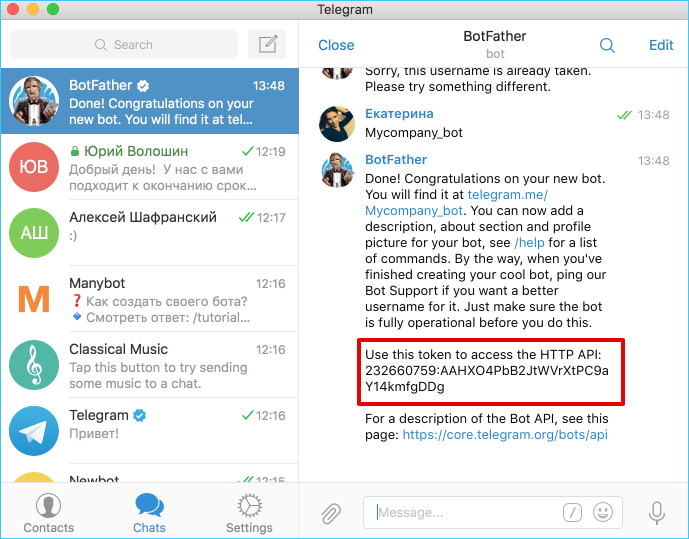 Telegram
Search
BotFather 13:48
Done! Congratulations on your
new bot. You will find it at tel...
ЮВ
Юрий Волошин 12:19
Добрый день! У нас с вами
подходит к окончанию срок...
АШ
Алексей Шафранский 12:17
:)
M
Manybot 12:16
❓ Как создать своего бота?
🔹 Смотреть ответ: /tutorial...
Classical Music 12:16
Tap this button to try sending
some music to a chat.
Telegram 12:16
Привет!
Newbot 12:15
Contacts
Chats
Settings
Close
BotFather
bot
Edit
Sorry, this username is already taken.
Please try something different.
Екатерина 13:48
Mycompany_bot
BotFather 13:48
Done! Congratulations on your new bot.
You will find it at telegram.me/
Mycompany_bot. You can now add a
description, about section and profile
picture for your bot, see /help for a list
of commands. By the way, when you've
finished creating your cool bot, ping our
Bot Support if you want a better
username for it. Just make sure the bot
is fully operational before you do this.
Use this token to access the HTTP API:
232660759:AAHXO4PbB2JtWVrXtPC9a
Y14kmfgDDg
For a description of the Bot API, see this
page: https://core.telegram.org/bots/api
Message...
/